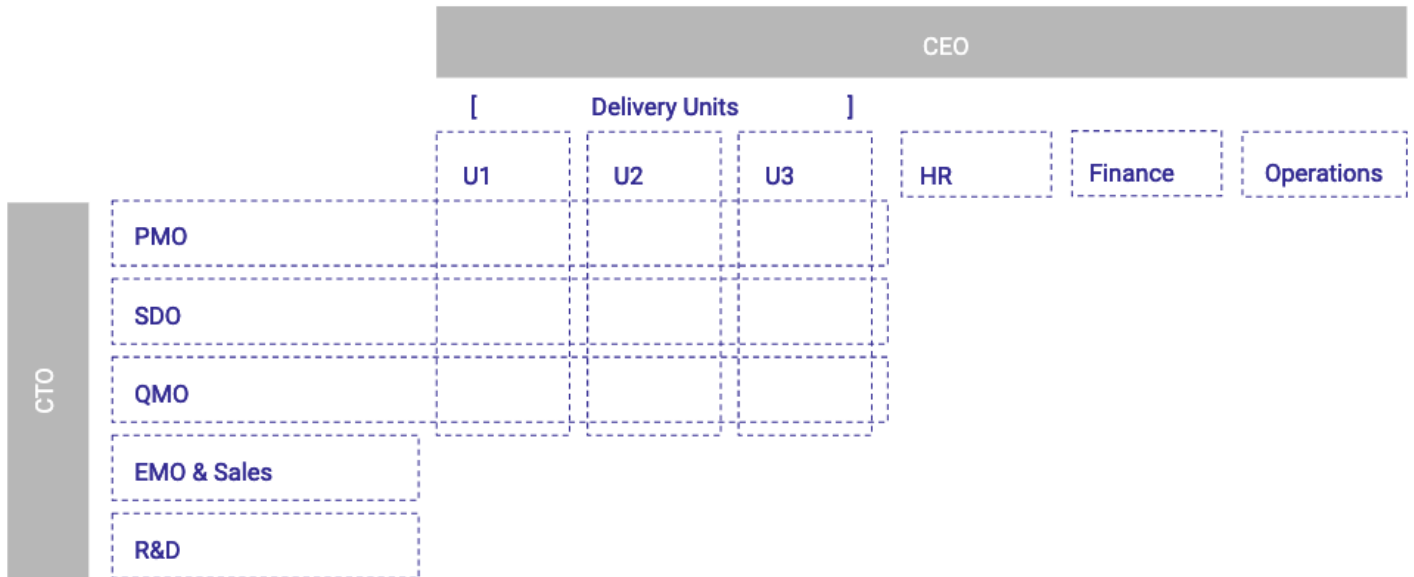 CEO
[ Delivery Units ]
U1 U2 U3 HR Finance Operations
CTO
PMO
SDO
QMO
EMO & Sales
R&D